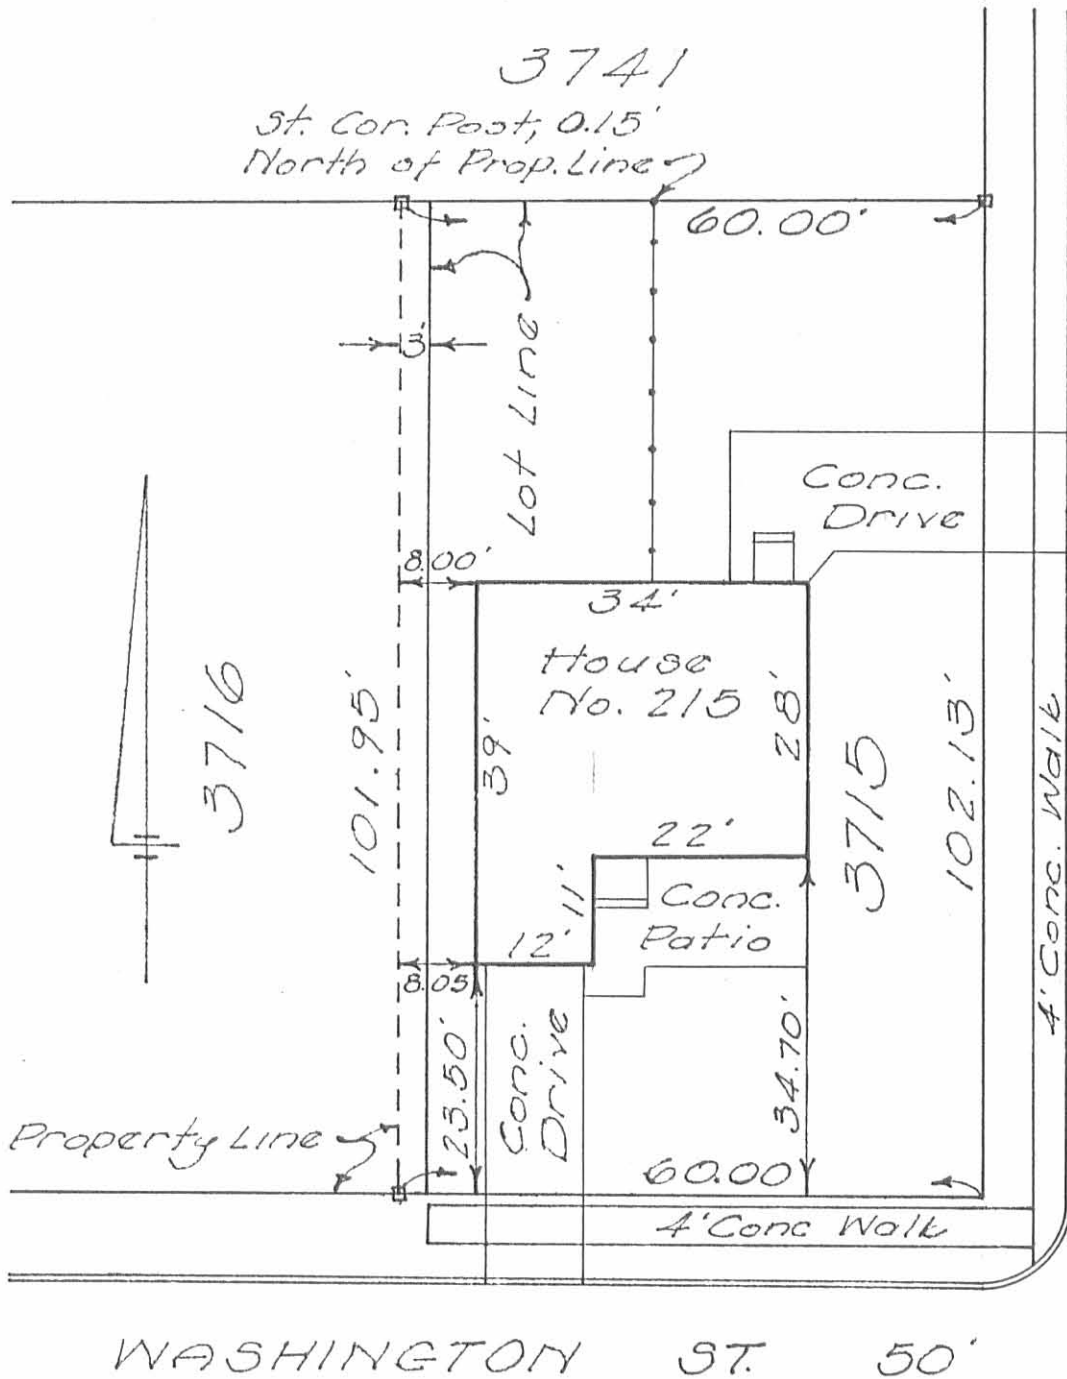 3741
St. Cor. Post, 0.15'
North of Prop. Line
60.00'
3'
Lot Line
Conc.
Drive
8.00'
34'
House
No. 215
39'
28'
3716
101.95'
3715
102.13'
4' Conc. Walk
22'
11'
12'
Conc.
Patio
8.05
23.50'
Conc.
Drive
34.70'
Property Line
60.00
4' Conc Walk
WASHINGTON ST. 50'